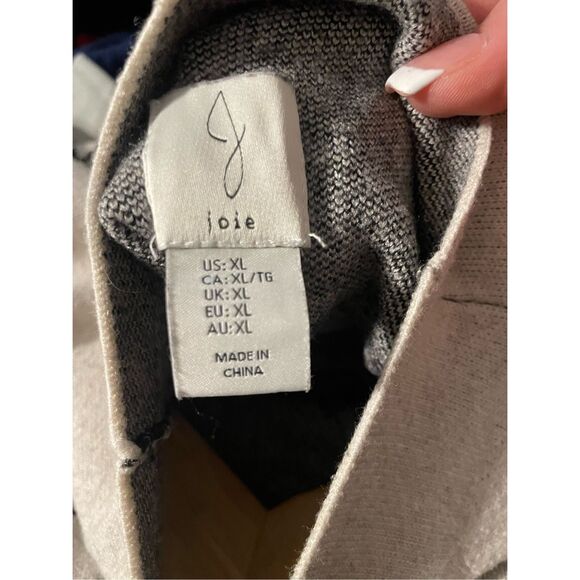 J
joie
US: XL
CA: XL/TG
UK: XL
EU: XL
AU: XL
MADE IN
CHINA